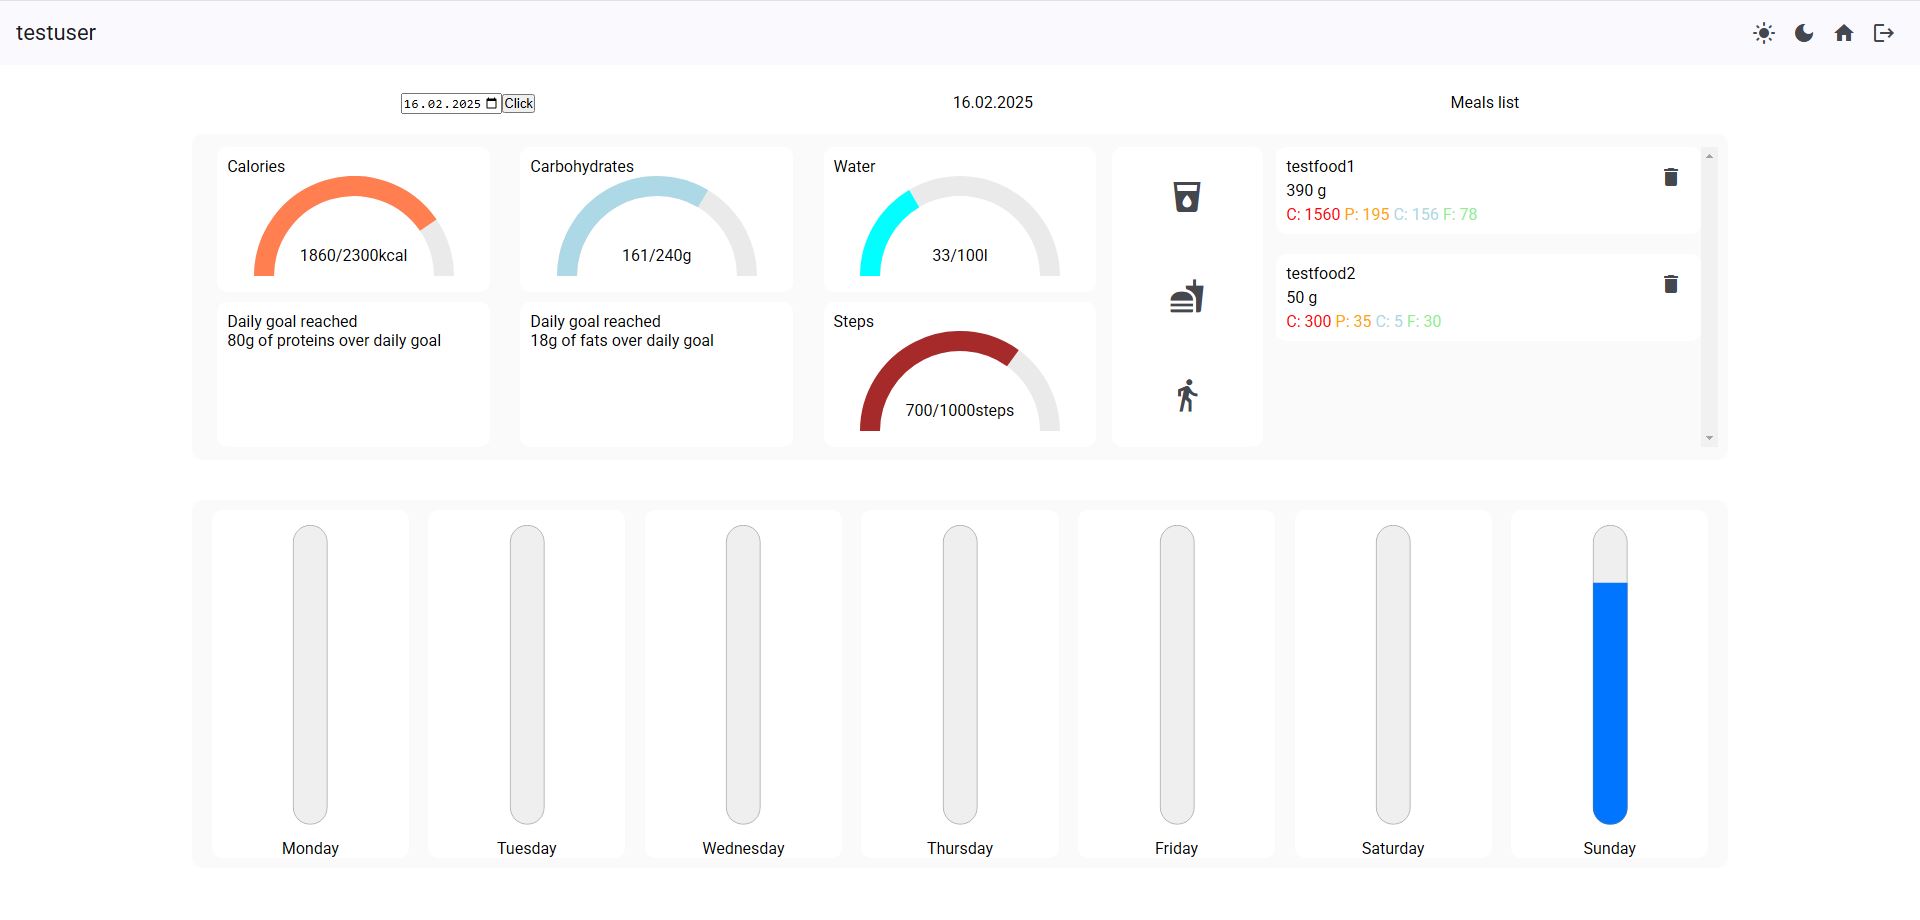 testuser
16.02.2025 Click
16.02.2025
Meals list
Calories
1860/2300kcal
Carbohydrates
161/240g
Water
33/100l
Daily goal reached
80g of proteins over daily goal
Daily goal reached
18g of fats over daily goal
Steps
700/1000steps
testfood1
390 g
C: 1560 P: 195 C: 156 F: 78
testfood2
50 g
C: 300 P: 35 C: 5 F: 30
Monday
Tuesday
Wednesday
Thursday
Friday
Saturday
Sunday